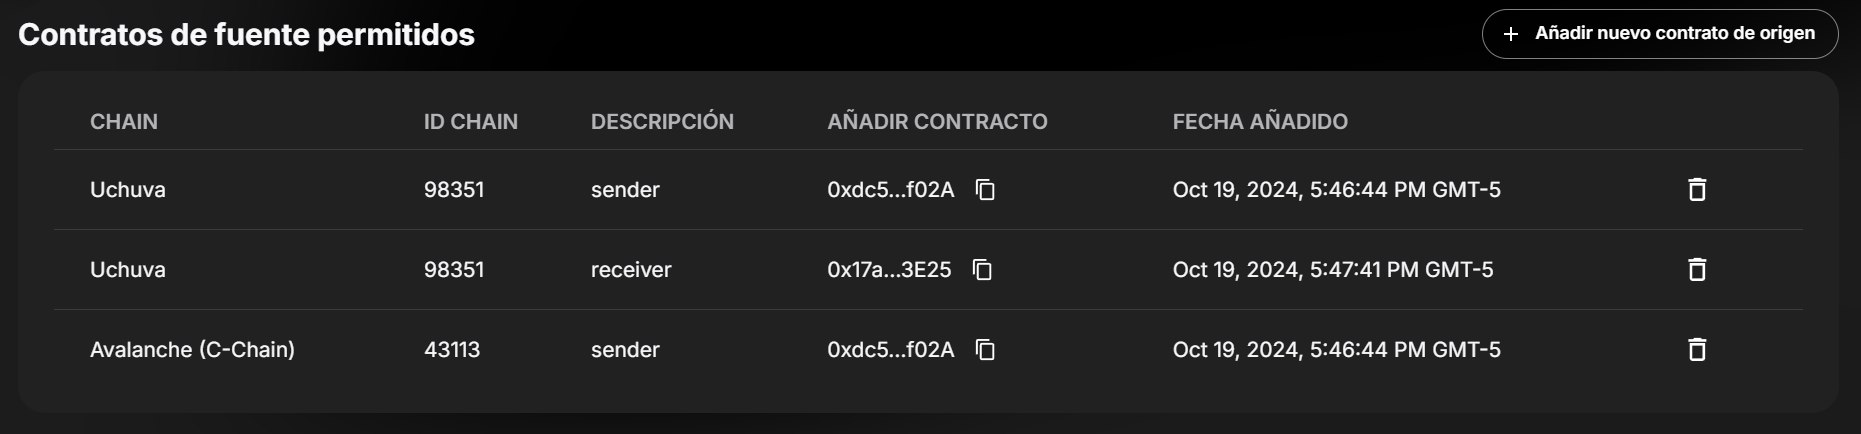 Contratos de fuente permitidos
+ Añadir nuevo contrato de origen
CHAIN ID CHAIN DESCRIPCIÓN AÑADIR CONTRACTO FECHA AÑADIDO
Uchuva 98351 sender 0xdc5...f02A Oct 19, 2024, 5:46:44 PM GMT-5
Uchuva 98351 receiver 0x17a...3E25 Oct 19, 2024, 5:47:41 PM GMT-5
Avalanche (C-Chain) 43113 sender 0xdc5...f02A Oct 19, 2024, 5:46:44 PM GMT-5